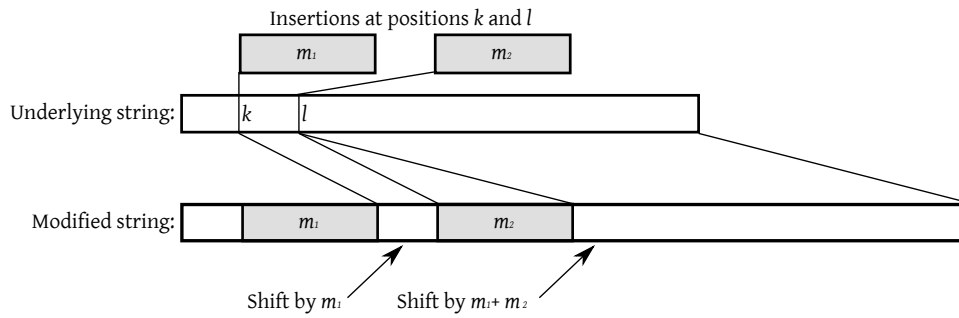 Insertions at positions k and l
m₁ m₂
Underlying string: k l
Modified string: m₁ m₂
Shift by m₁ Shift by m₁+ m₂